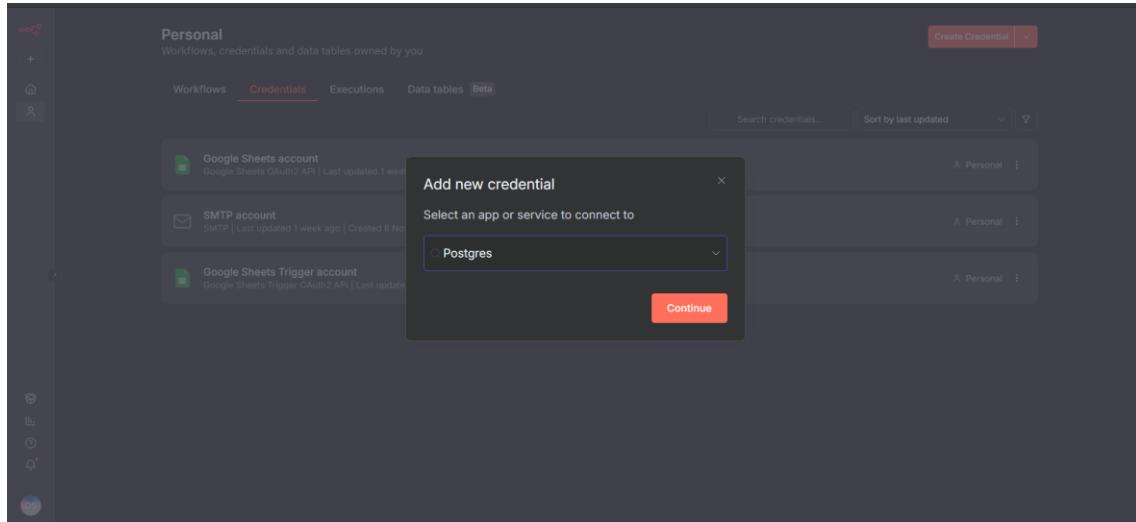 Personal
Workflows, credentials and data tables owned by you
Create Credential
Workflows Credentials Executions Data tables Beta
Search credentials... Sort by last updated
Google Sheets account
Google Sheets OAuth2 API | Last updated 1 week
Personal
SMTP account
SMTP | Last updated 1 week ago | Created 8 Nov
Personal
Google Sheets Trigger account
Google Sheets Trigger OAuth2 API | Last update
Personal
Add new credential
Select an app or service to connect to
Postgres
Continue